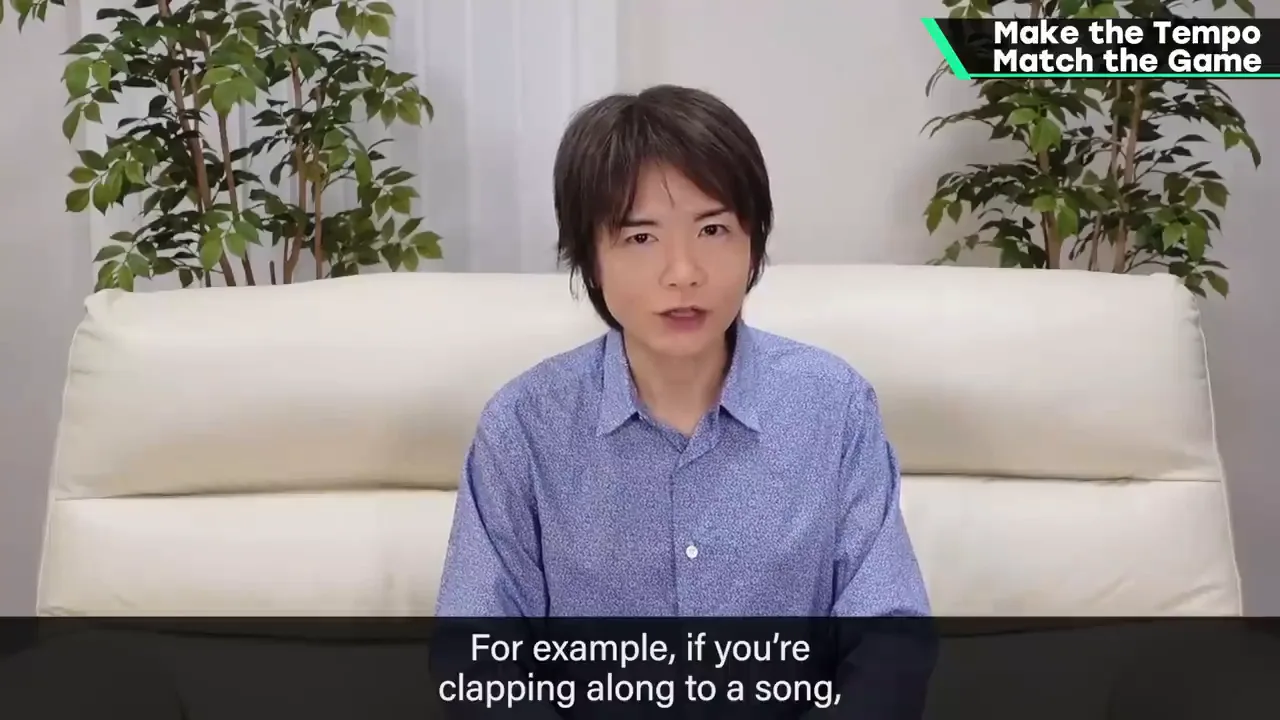 Make the Tempo
Match the Game
For example, if you’re
clapping along to a song,